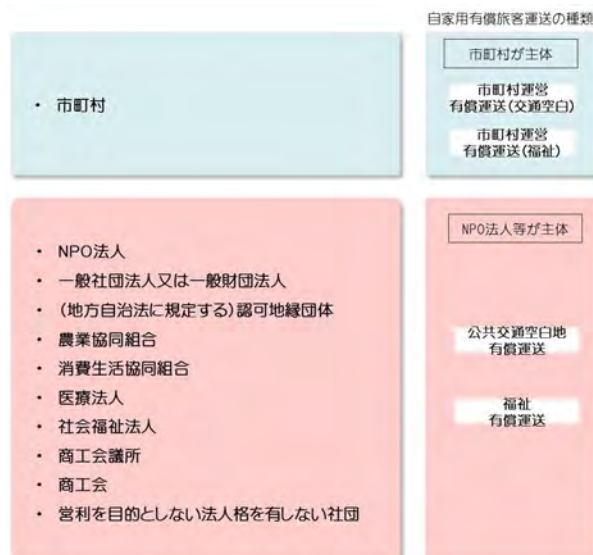 自家用有償旅客運送の種類
・ 市町村
市町村が主体
市町村運営
有償運送(交通空白)
市町村運営
有償運送(福祉)
・ NPO法人
・ 一般社団法人又は一般財団法人
・ (地方自治法に規定する)認可地縁団体
・ 農業協同組合
・ 消費生活協同組合
・ 医療法人
・ 社会福祉法人
・ 商工会議所
・ 商工会
・ 営利を目的としない法人格を有しない社団
NPO法人等が主体
公共交通空白地
有償運送
福祉
有償運送